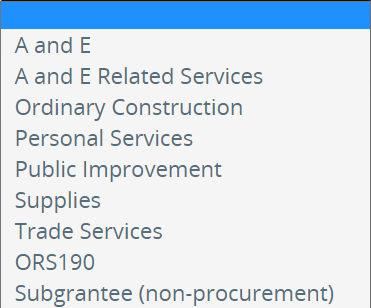 A and E
A and E Related Services
Ordinary Construction
Personal Services
Public Improvement
Supplies
Trade Services
ORS190
Subgrantee (non-procurement)